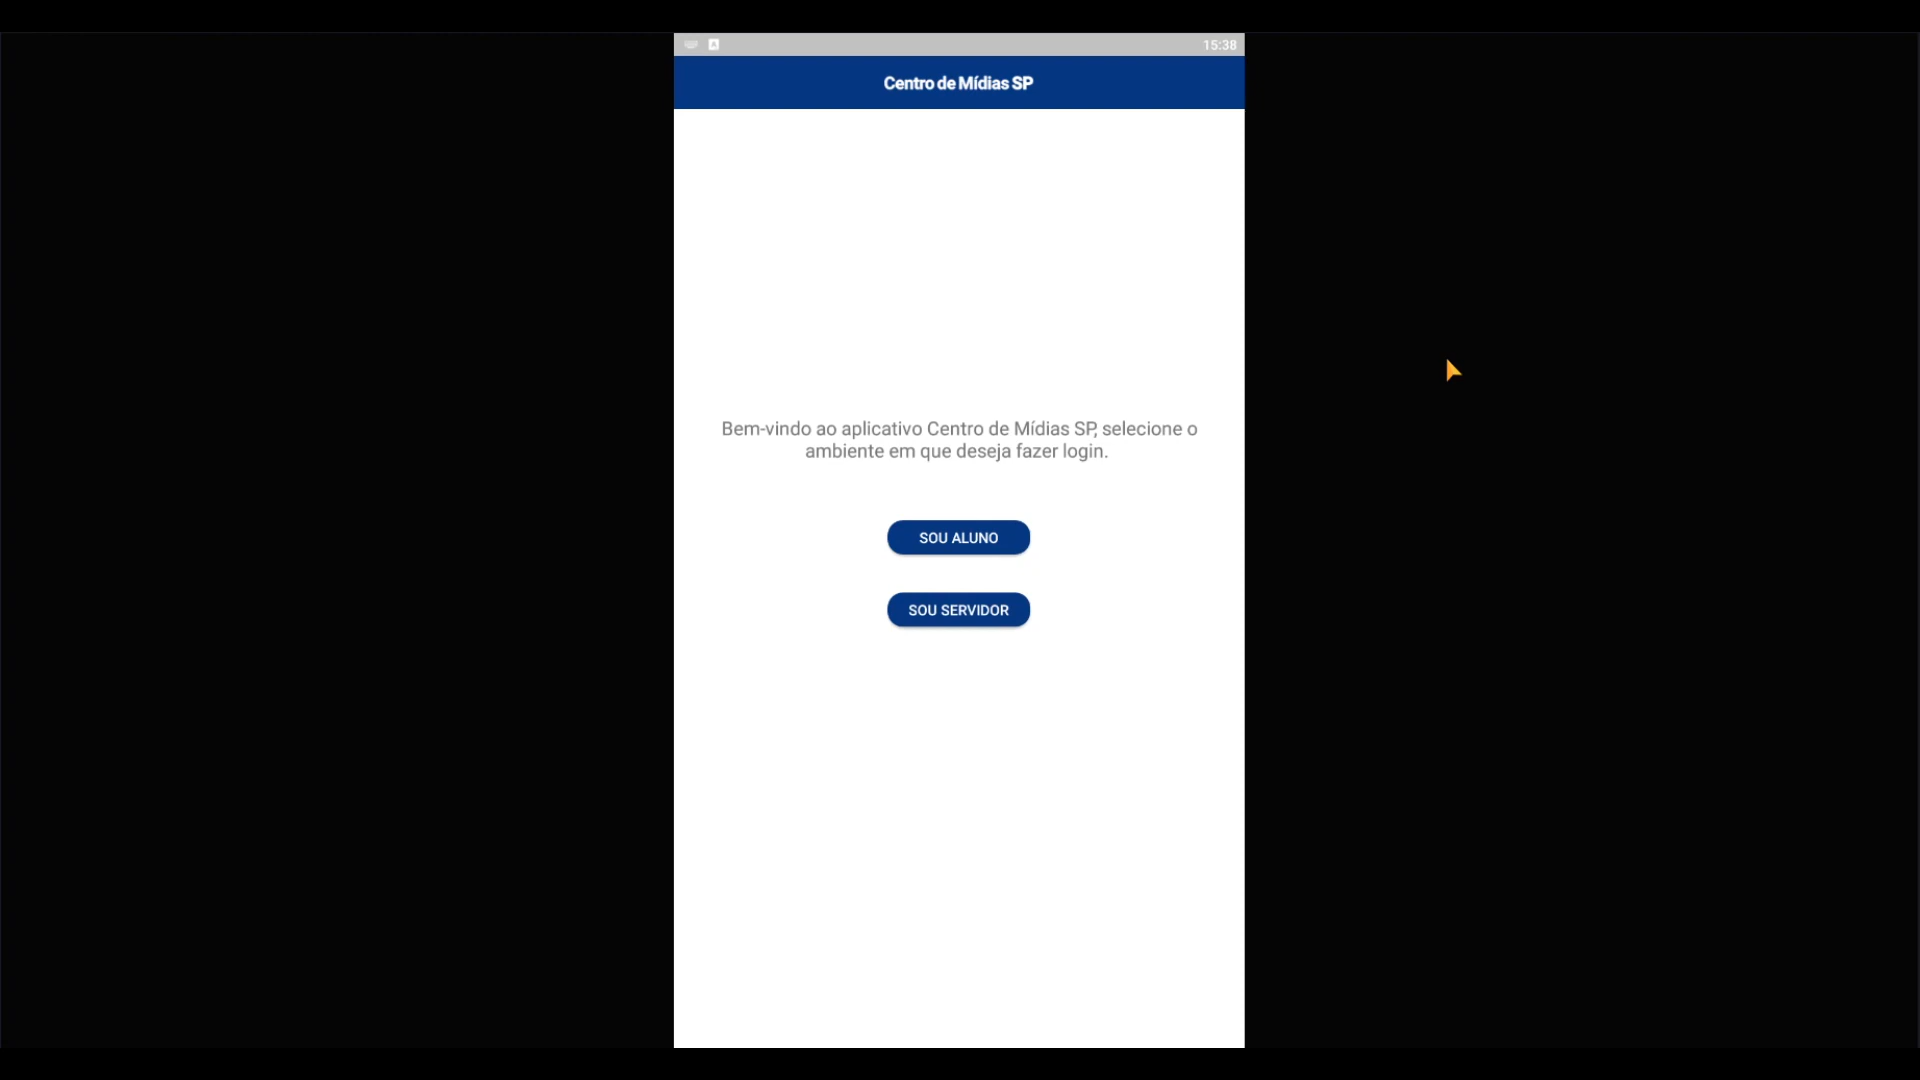 15:38
Centro de Mídias SP
Bem-vindo ao aplicativo Centro de Mídias SP, selecione o
ambiente em que deseja fazer login.
SOU ALUNO
SOU SERVIDOR